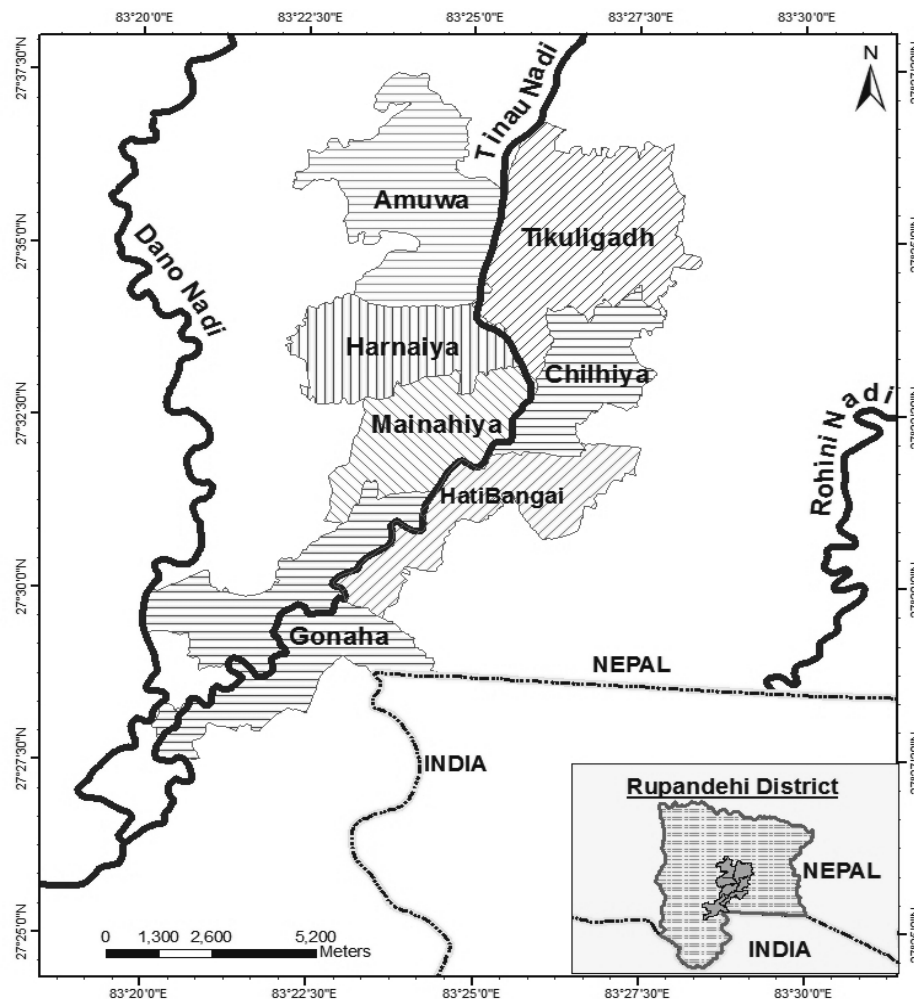 83°20'0"E
83°22'30"E
83°25'0"E
83°27'30"E
83°30'0"E
27°37'30"N
N
Tinau Nadi
Amuwa
Tikuligadh
27°35'0"N
Dano Nadi
Harnaiya
Chilhiya
27°32'30"N
Mainahiya
Rohini Nadi
HatiBangai
27°30'0"N
Gonaha
NEPAL
27°27'30"N
INDIA
Rupandehi District
NEPAL
INDIA
27°25'0"N
0 1,300 2,600 5,200
Meters
83°20'0"E
83°22'30"E
83°25'0"E
83°27'30"E
83°30'0"E